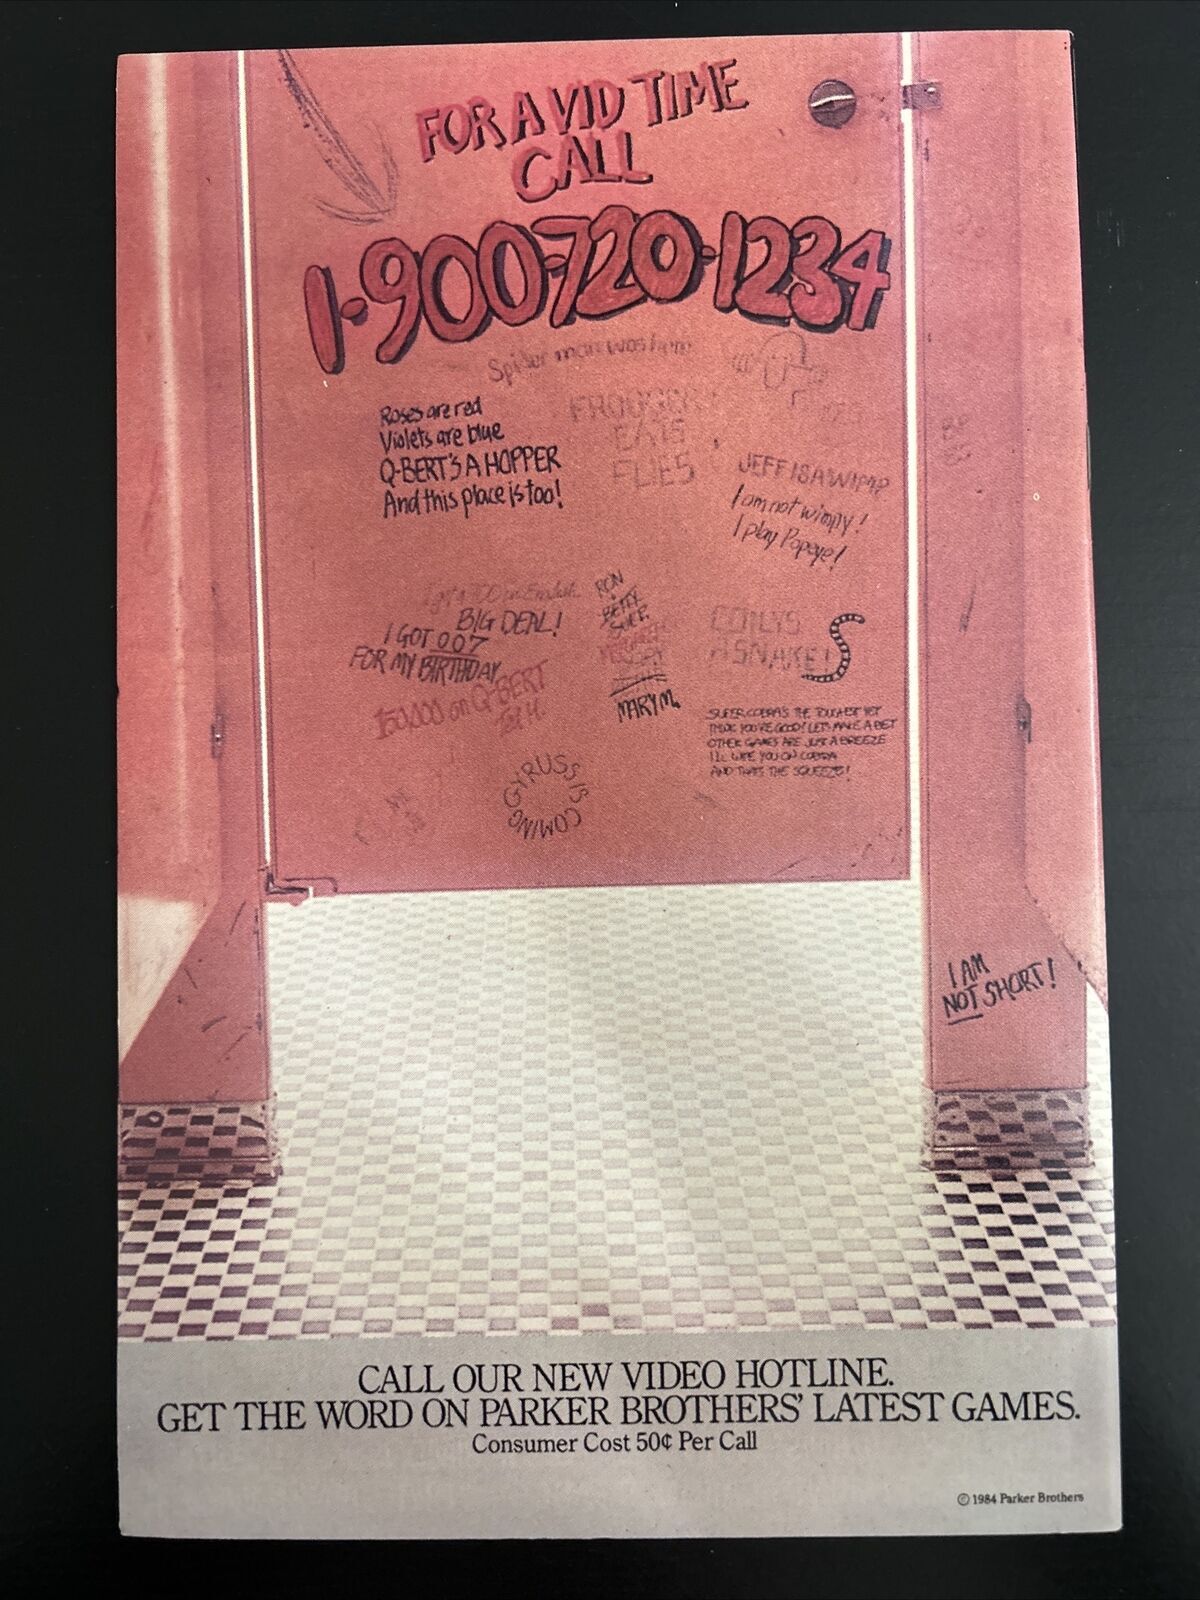 FOR A VID TIME
CALL
1-900-720-1234
Spider man was here
Roses are red
Violets are blue
Q-BERT'S A HOPPER
And this place is too!
FROGGER
EATS
FLIES
JEFF IS A WIMP
I am not wimpy!
I play Popeye!
BIG DEAL!
I GOT 007
FOR MY BIRTHDAY
$50,000 on Q-BERT
RON
+
BETTY
SUE
MARY M.
COILYS
A SNAKE!
SUPER COBRA'S THE TOUGHEST YET
THINK YOU'RE GOOD? LET'S MAKE A BET
OTHER GAMES ARE JUST A BREEZE
I'LL WIPE YOU ON COBRA
AND THAT'S THE SQUEEZE!
GYRUSS IS COMING
I AM
NOT SHORT!
CALL OUR NEW VIDEO HOTLINE.
GET THE WORD ON PARKER BROTHERS' LATEST GAMES.
Consumer Cost 50¢ Per Call
© 1984 Parker Brothers